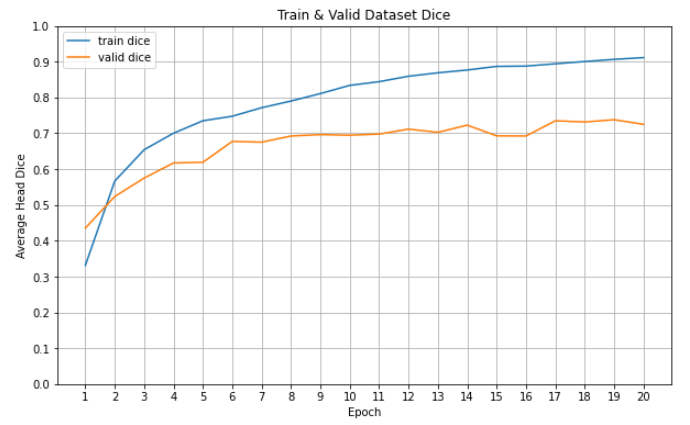 Train & Valid Dataset Dice
train dice
valid dice
Average Head Dice
1.0
0.9
0.8
0.7
0.6
0.5
0.4
0.3
0.2
0.1
0.0
1 2 3 4 5 6 7 8 9 10 11 12 13 14 15 16 17 18 19 20
Epoch